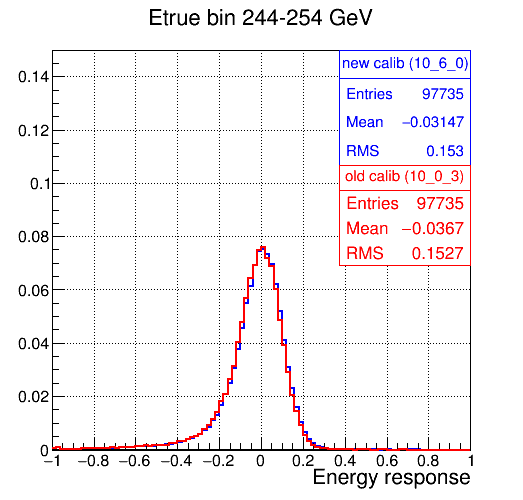 Etrue bin 244-254 GeV
new calib (10_6_0)
Entries 97735
Mean −0.03147
RMS 0.153
old calib (10_0_3)
Entries 97735
Mean −0.0367
RMS 0.1527
0.14
0.12
0.1
0.08
0.06
0.04
0.02
0
−1 −0.8 −0.6 −0.4 −0.2 0 0.2 0.4 0.6 0.8 1
Energy response